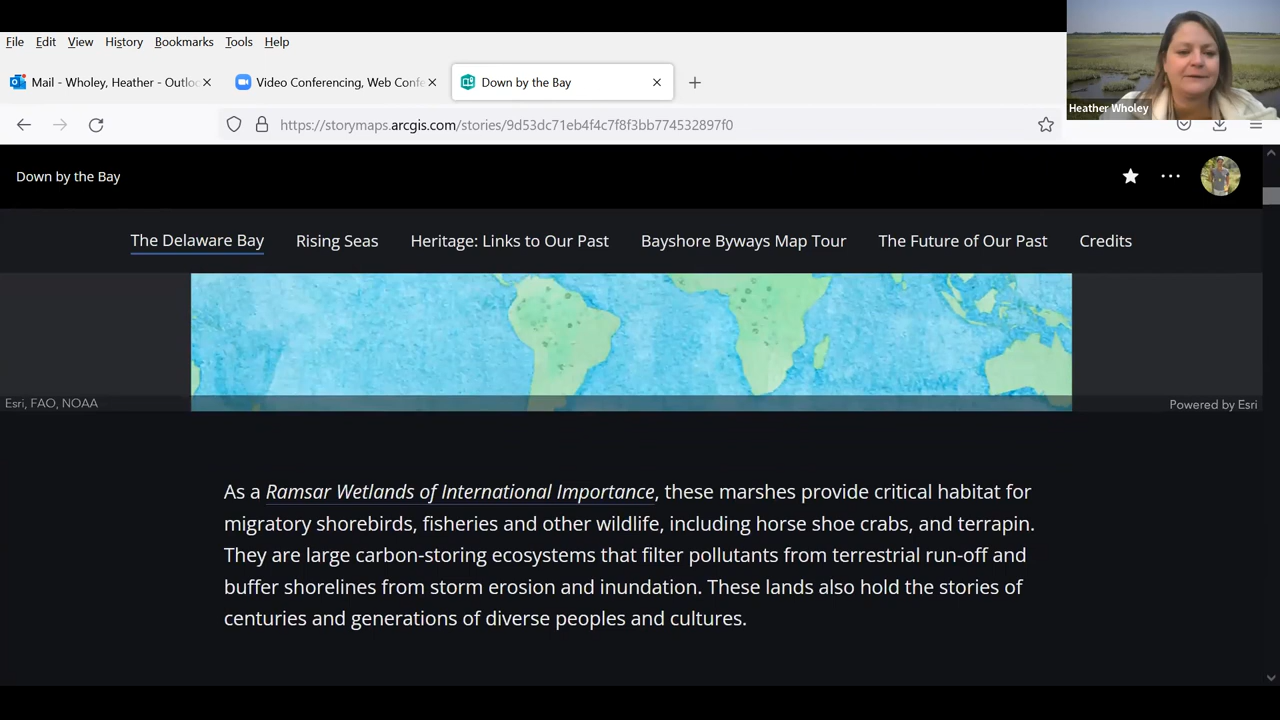 File Edit View History Bookmarks Tools Help
Mail - Wholey, Heather - Outlo
Video Conferencing, Web Confe
Down by the Bay
Heather Wholey
https://storymaps.arcgis.com/stories/9d53dc71eb4f4c7f8f3bb774532897f0
Down by the Bay
The Delaware Bay
Rising Seas
Heritage: Links to Our Past
Bayshore Byways Map Tour
The Future of Our Past
Credits
Esri, FAO, NOAA
Powered by Esri
As a Ramsar Wetlands of International Importance, these marshes provide critical habitat for
migratory shorebirds, fisheries and other wildlife, including horse shoe crabs, and terrapin.
They are large carbon-storing ecosystems that filter pollutants from terrestrial run-off and
buffer shorelines from storm erosion and inundation. These lands also hold the stories of
centuries and generations of diverse peoples and cultures.